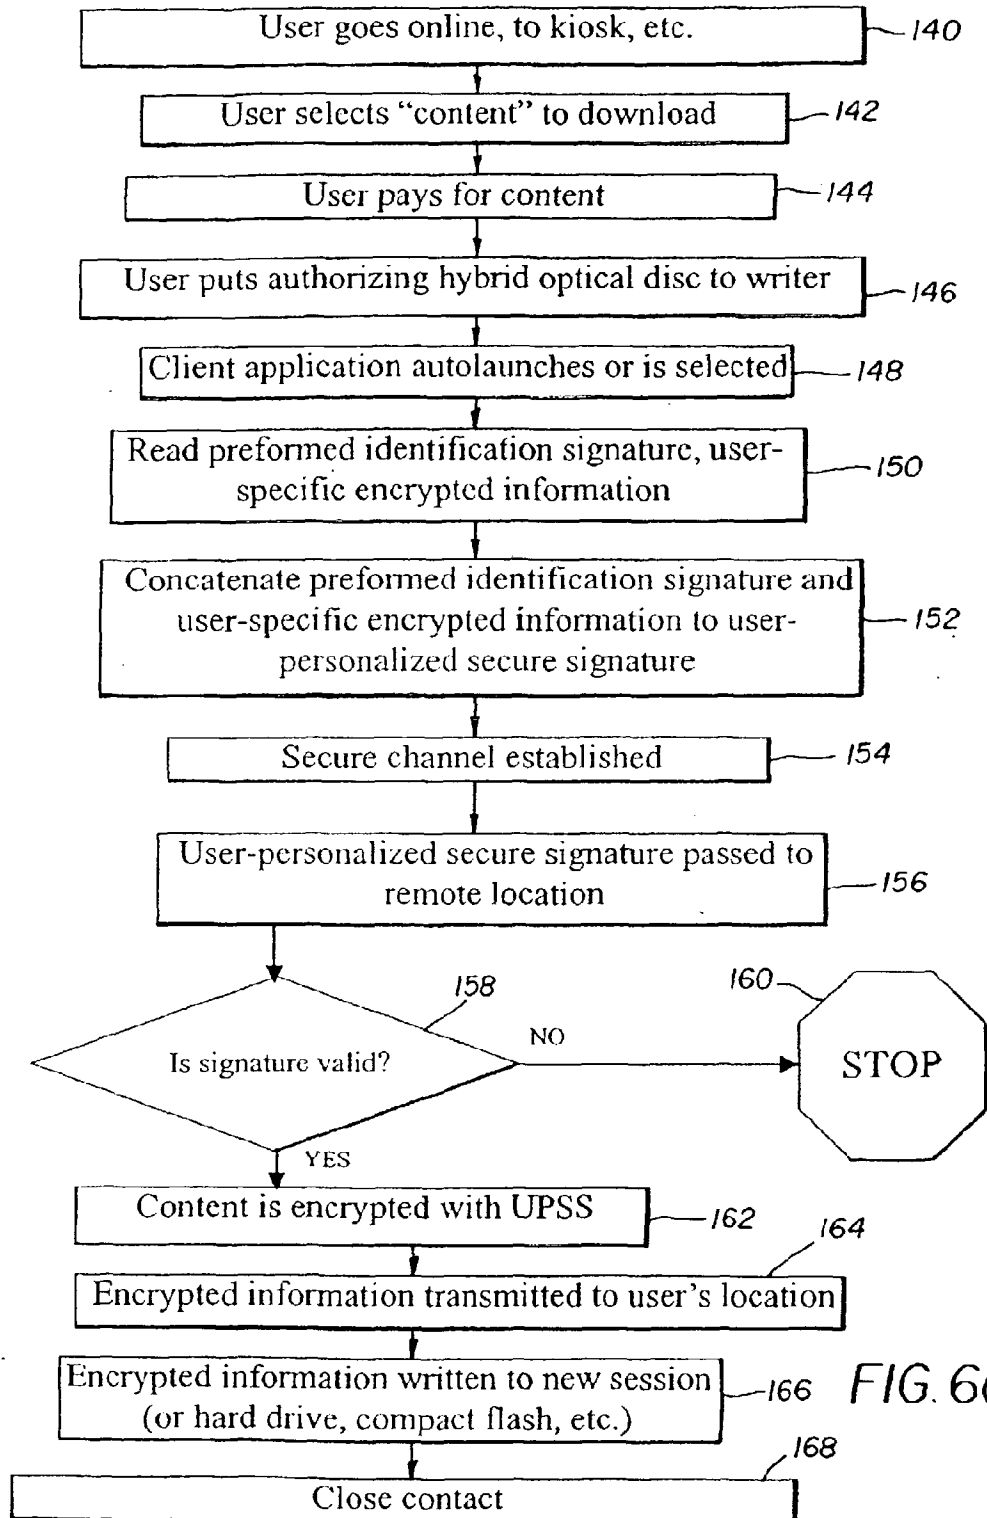 User goes online, to kiosk, etc.
140
User selects “content” to download
142
User pays for content
144
User puts authorizing hybrid optical disc to writer
146
Client application autolaunches or is selected
148
Read preformed identification signature, user-
specific encrypted information
150
Concatenate preformed identification signature and
user-specific encrypted information to user-
personalized secure signature
152
Secure channel established
154
User-personalized secure signature passed to
remote location
156
158
160
Is signature valid?
NO
STOP
YES
Content is encrypted with UPSS
162
164
Encrypted information transmitted to user's location
Encrypted information written to new session
(or hard drive, compact flash, etc.)
166
FIG. 6
168
Close contact